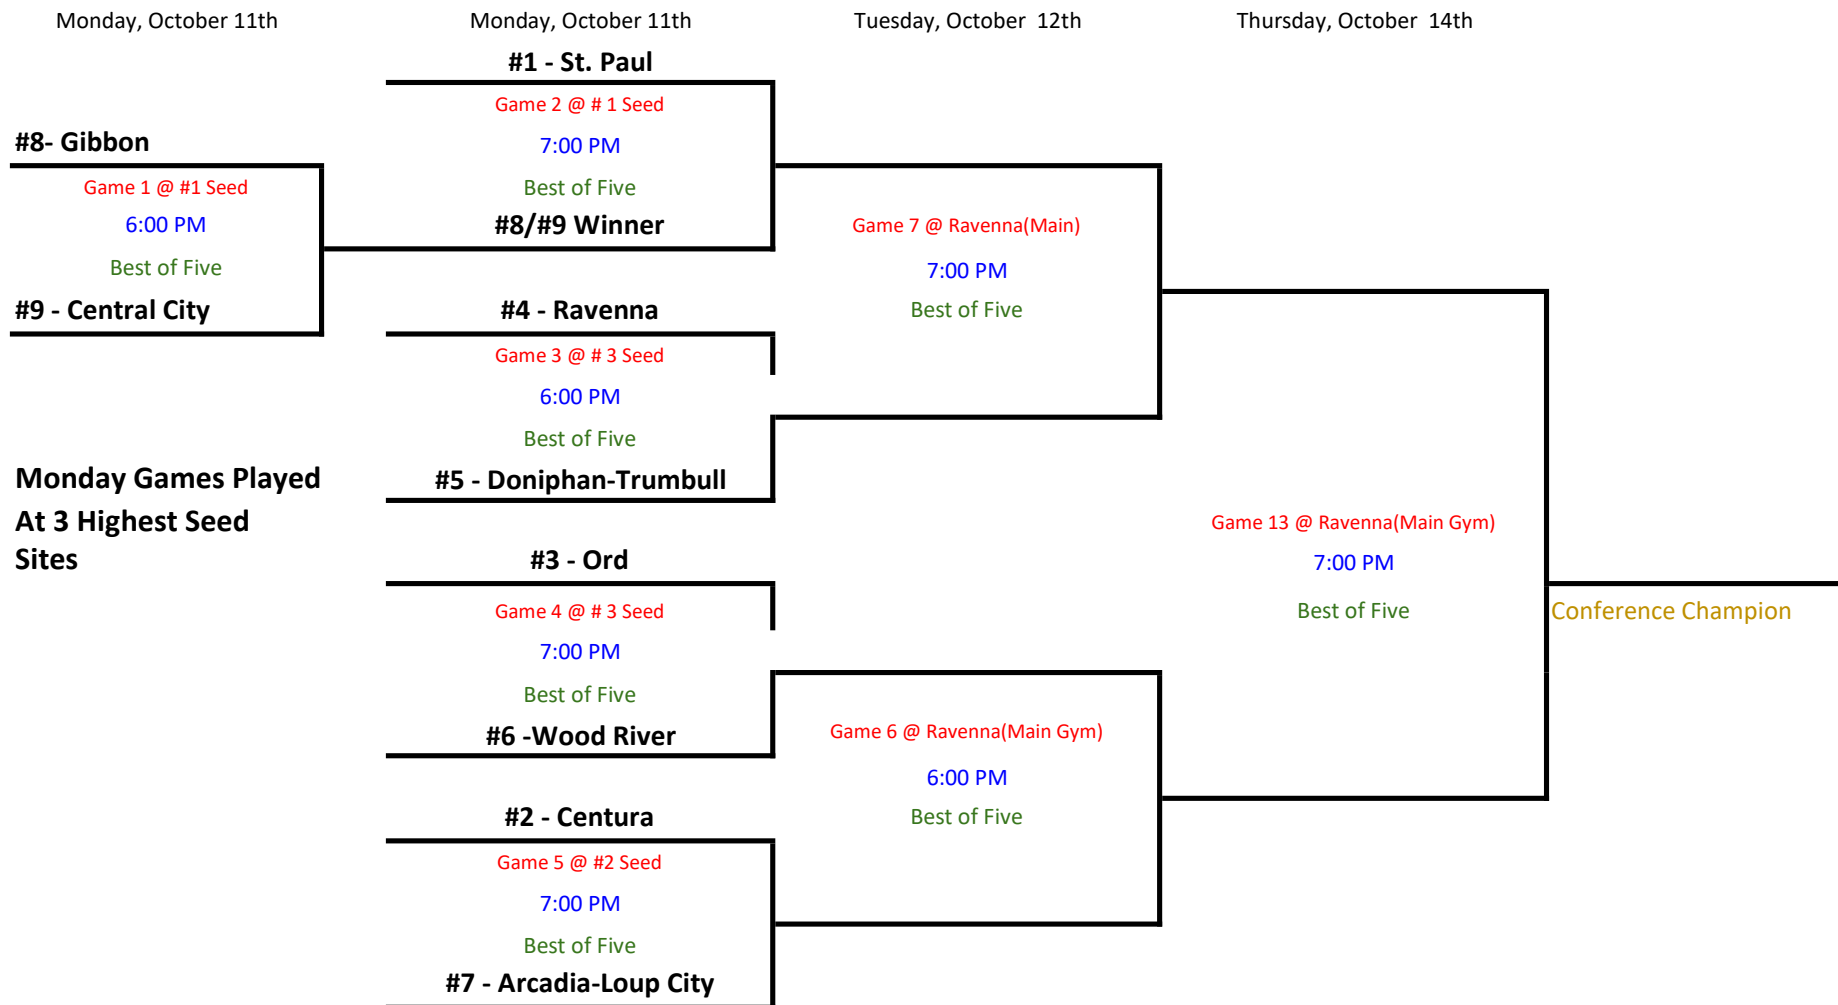 Monday, October 11th
Monday, October 11th
Tuesday, October  12th
Thursday, October  14th
#1 - St. Paul
Game 2 @ # 1 Seed
#8- Gibbon
7:00 PM
Game 1 @ #1 Seed
Best of Five
6:00 PM
#8/#9 Winner
Game 7 @ Ravenna(Main)
Best of Five
7:00 PM
#9 - Central City
#4 - Ravenna
Best of Five
Game 3 @ # 3 Seed
6:00 PM
Best of Five
Monday Games Played
#5 - Doniphan-Trumbull
At 3 Highest Seed
Sites
Game 13 @ Ravenna(Main Gym)
#3 - Ord
7:00 PM
Game 4 @ # 3 Seed
Best of Five
Conference Champion
7:00 PM
Best of Five
#6 -Wood River
Game 6 @ Ravenna(Main Gym)
6:00 PM
#2 - Centura
Best of Five
Game 5 @ #2 Seed
7:00 PM
Best of Five
#7 - Arcadia-Loup City